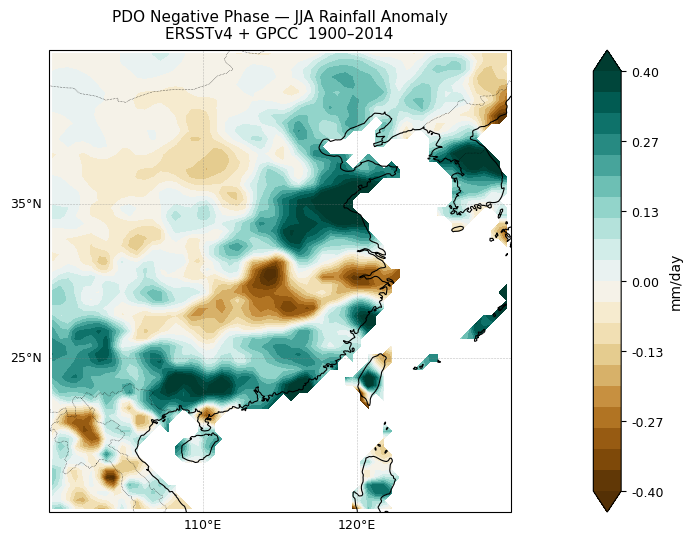 PDO Negative Phase — JJA Rainfall Anomaly
ERSSTv4 + GPCC  1900–2014
0.40
0.27
35°N
0.13
0.00
mm/day
-0.13
25°N
-0.27
-0.40
110°E
120°E